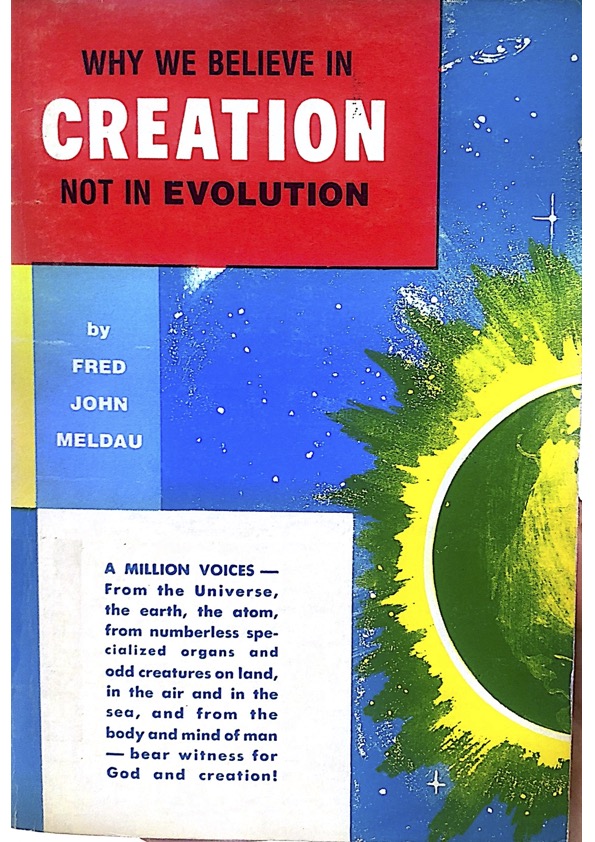 WHY WE BELIEVE IN
CREATION
NOT IN EVOLUTION
by
FRED
JOHN
MELDAU
A MILLION VOICES —
From the Universe,
the earth, the atom,
from numberless spe-
cialized organs and
odd creatures on land,
in the air and in the
sea, and from the
body and mind of man
— bear witness for
God and creation!